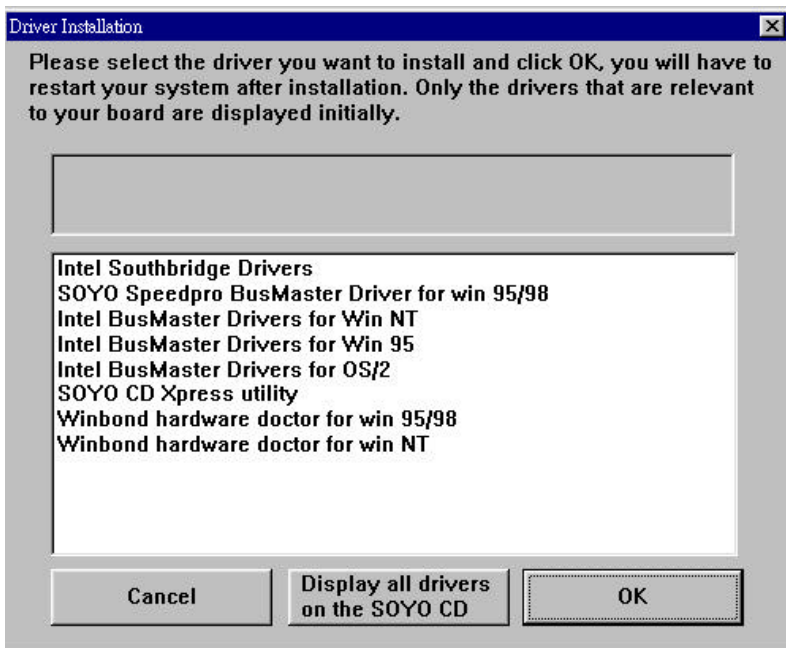 Driver Installation
Please select the driver you want to install and click OK, you will have to
restart your system after installation. Only the drivers that are relevant
to your board are displayed initially.
Intel Southbridge Drivers
SOYO Speedpro BusMaster Driver for win 95/98
Intel BusMaster Drivers for Win NT
Intel BusMaster Drivers for Win 95
Intel BusMaster Drivers for OS/2
SOYO CD Xpress utility
Winbond hardware doctor for win 95/98
Winbond hardware doctor for win NT
Cancel
Display all drivers
on the SOYO CD
OK